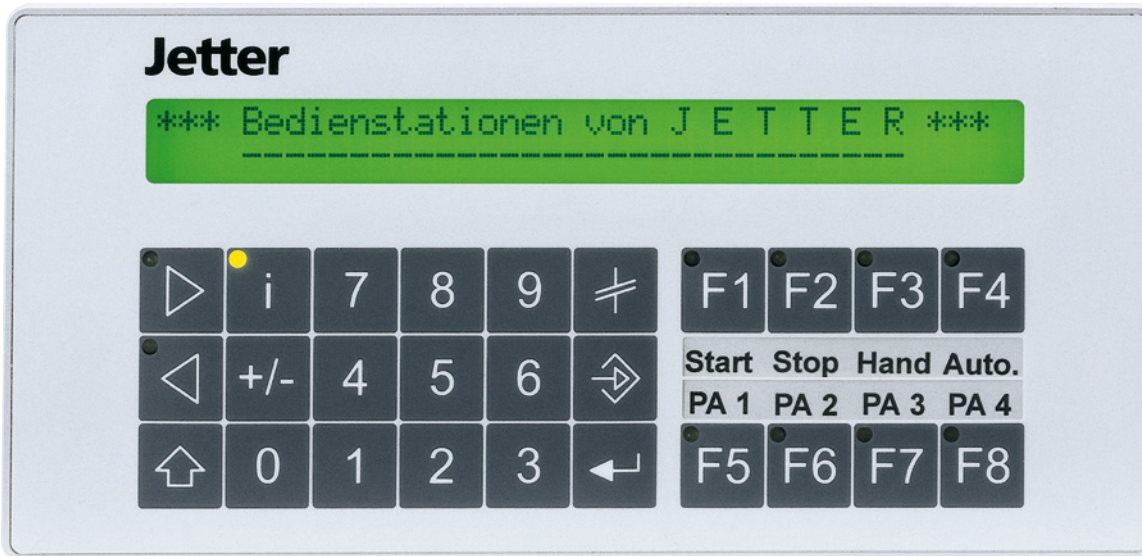 Jetter
*** Bedienstationen von J E T T E R ***
-------------------------------
i 7 8 9 F1 F2 F3 F4
+/- 4 5 6 Start Stop Hand Auto.
PA 1 PA 2 PA 3 PA 4
0 1 2 3 F5 F6 F7 F8